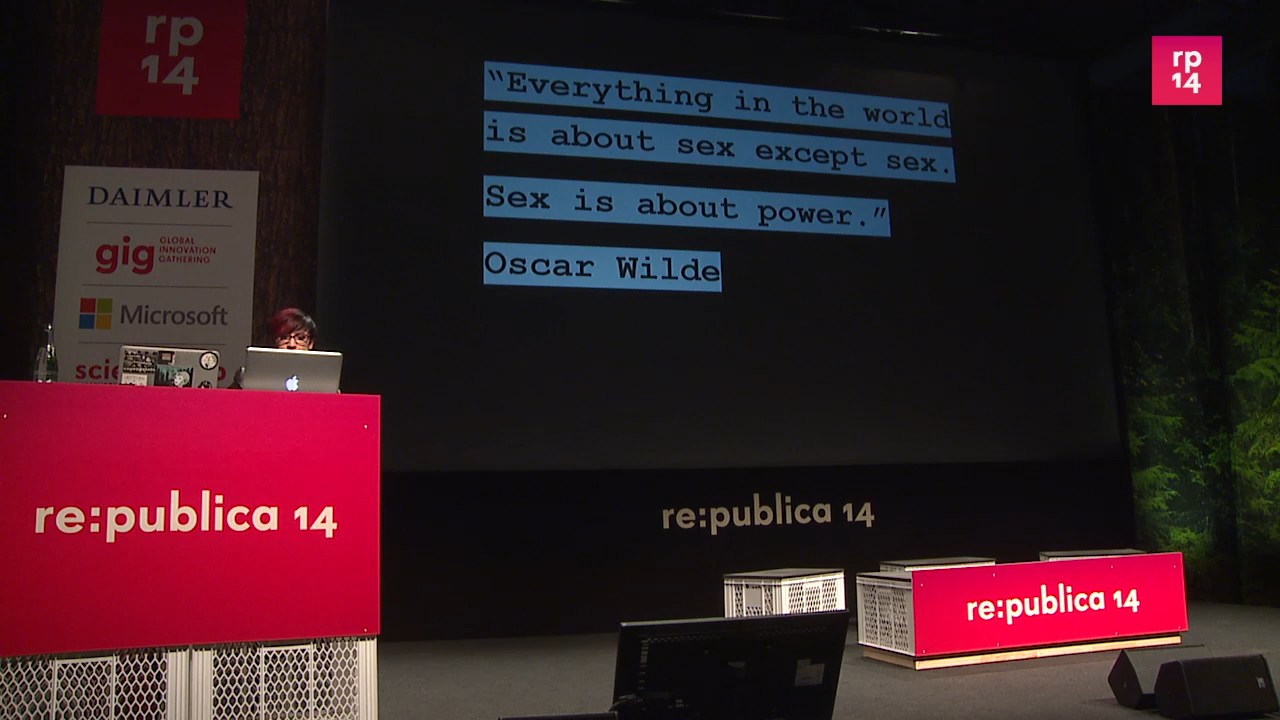 rp
14
rp
14
“Everything in the world
is about sex except sex.
Sex is about power.”
Oscar Wilde
DAIMLER
gig GLOBAL
INNOVATION
GATHERING
Microsoft
re:publica 14
re:publica 14
re:publica 14